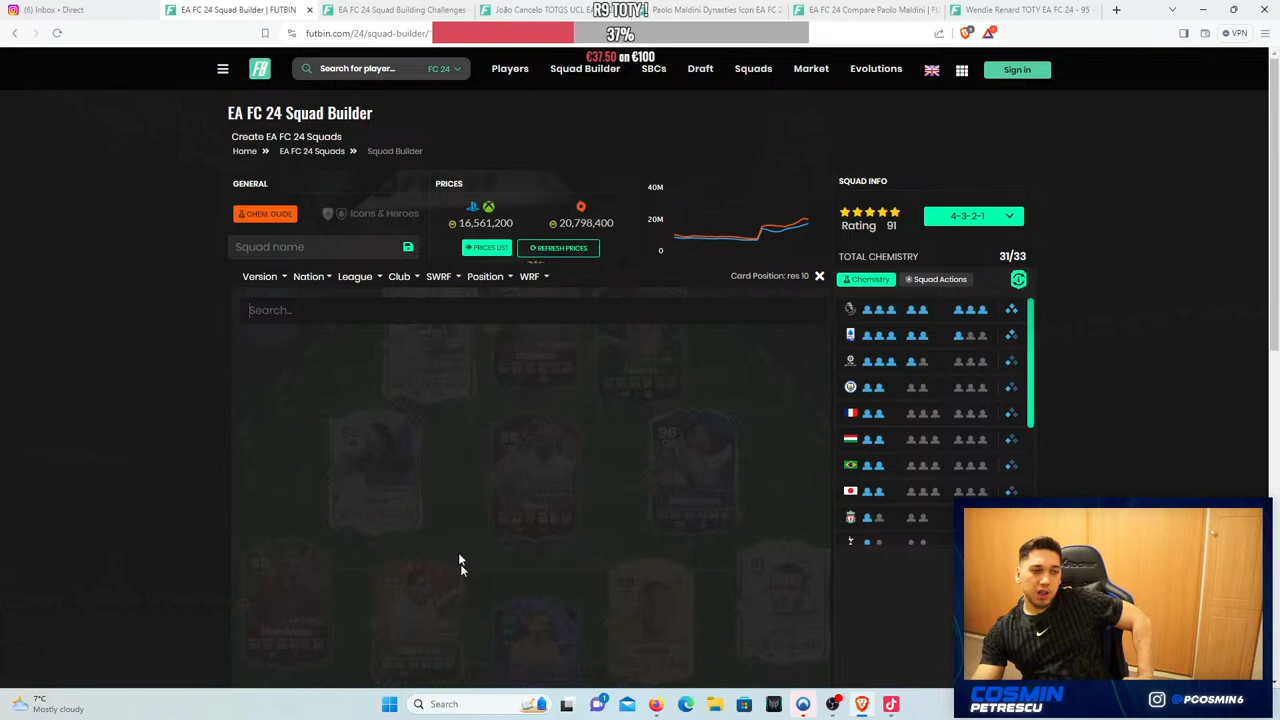 (6) Inbox • Direct
EA FC 24 Squad Builder | FUTBIN
EA FC 24 Squad Building Challenges
João Cancelo TOTGS UCL EA
Paolo Maldini Dynasties Icon EA FC 2
EA FC 24 Compare Paolo Maldini | FU
Wendie Renard TOTY EA FC 24 - 95
R9 TOTY!
37%
€37.50 on €100
futbin.com/24/squad-builder/
VPN
Search for player...
FC 24
Players
Squad Builder
SBCs
Draft
Squads
Market
Evolutions
Sign in
EA FC 24 Squad Builder
Create EA FC 24 Squads
Home
EA FC 24 Squads
Squad Builder
GENERAL
PRICES
40M
20M
0
SQUAD INFO
CHEM. GUIDE
Icons & Heroes
16,561,200
20,798,400
Rating 91
4-3-2-1
Squad name
PRICES LIST
REFRESH PRICES
TOTAL CHEMISTRY
31/33
Version
Nation
League
Club
SWRF
Position
WRF
Card Position: res 10
Chemistry
Squad Actions
Search...
88
96
COSMIN
PETRESCU
@PCOSMIN6
7°C
Mostly cloudy
Search